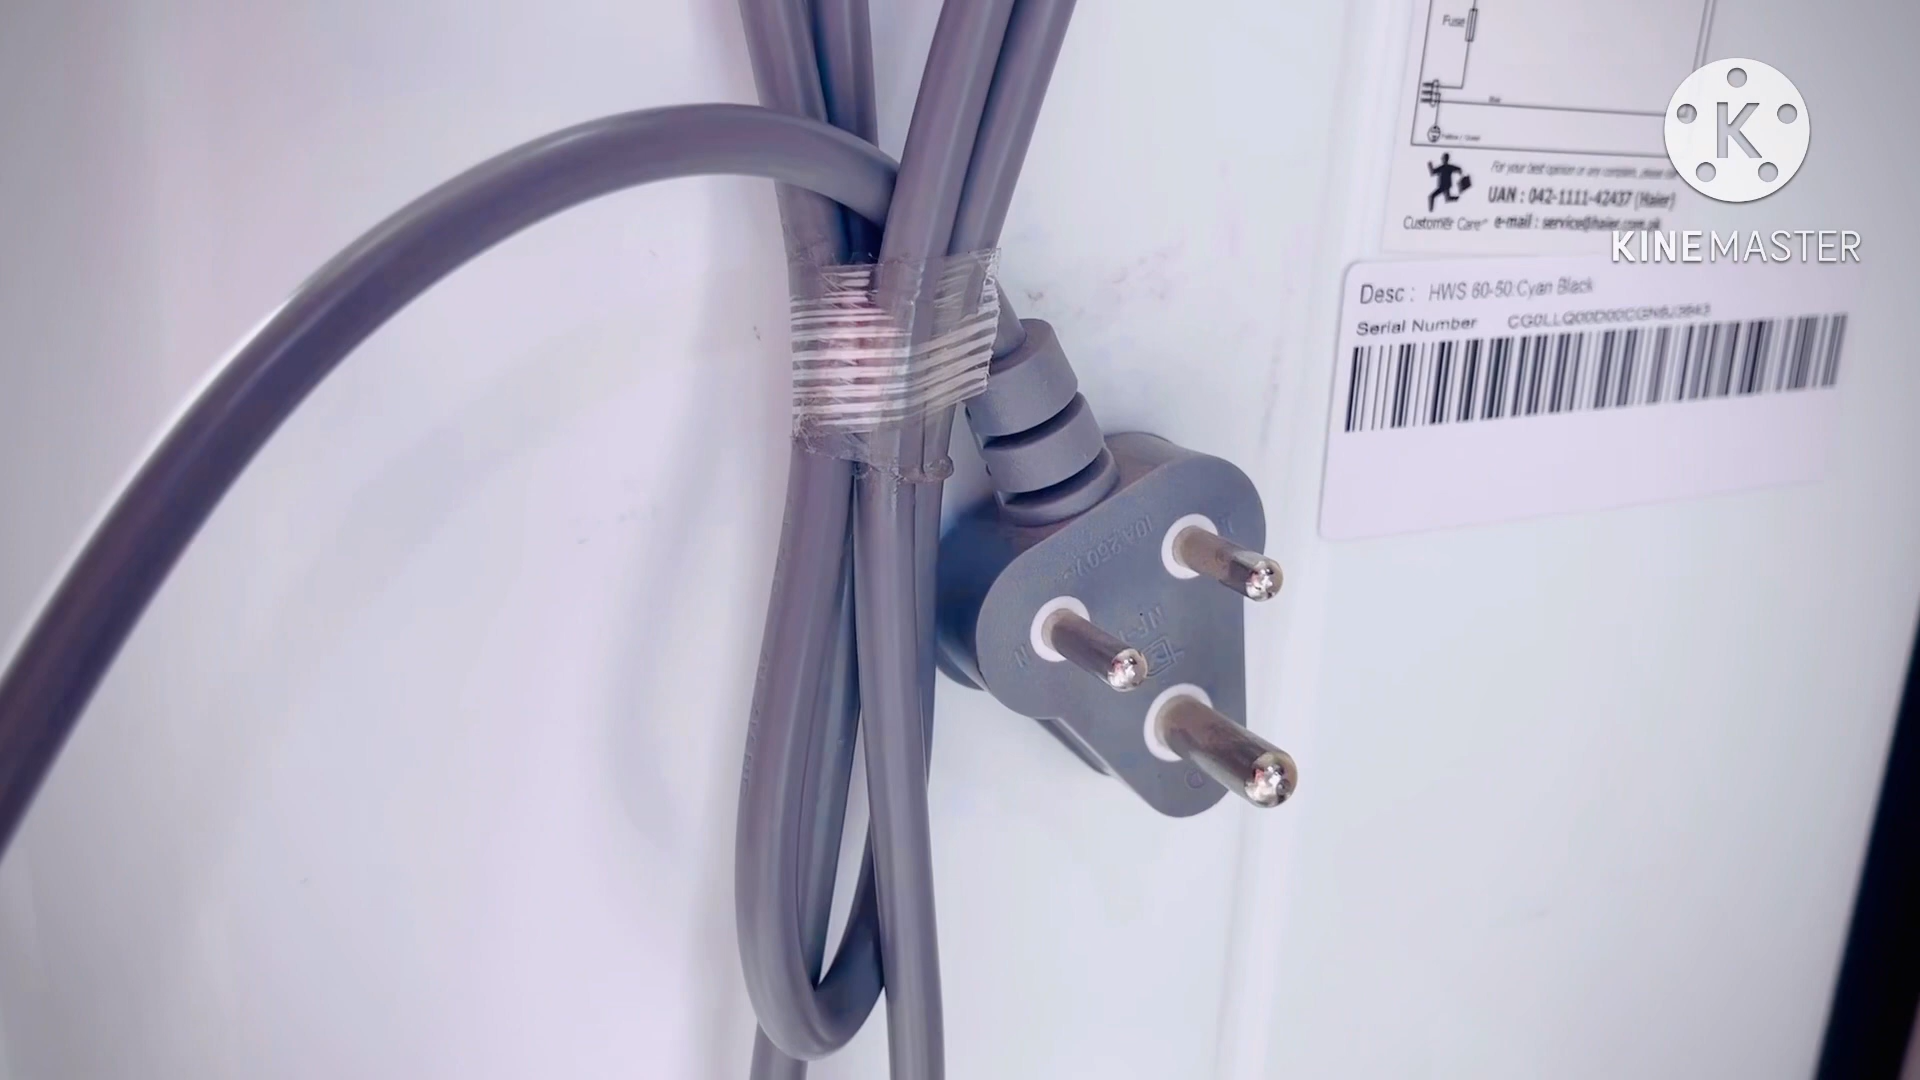 Fuse
K
For your best opinion or any complain, please
UAN : 042-1111-42437 (Haier)
Customer Care
e-mail : service@haier.com.pk
KINEMASTER
Desc : HWS 60-50 Cyan Black
Serial Number
10A 250V~
N
L